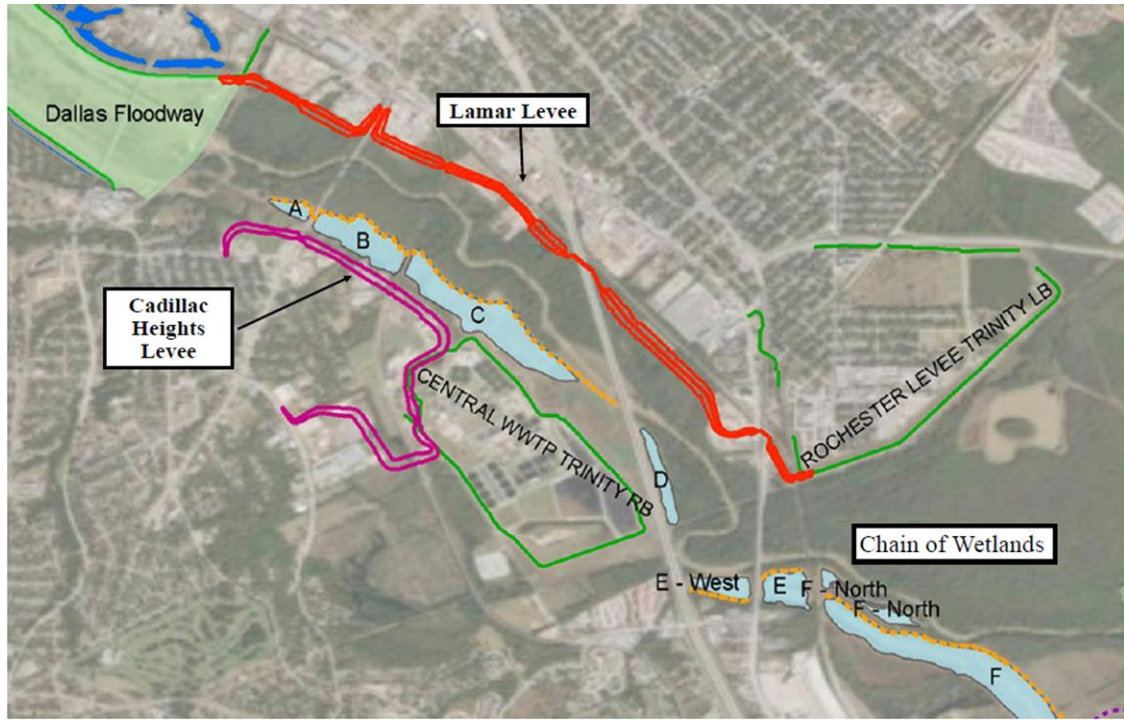 Dallas Floodway
Lamar Levee
A
B
C
Cadillac
Heights
Levee
CENTRAL WWTP TRINITY RB
ROCHESTER LEVEE TRINITY LB
D
Chain of Wetlands
E - West
E
F - North
F - North
F